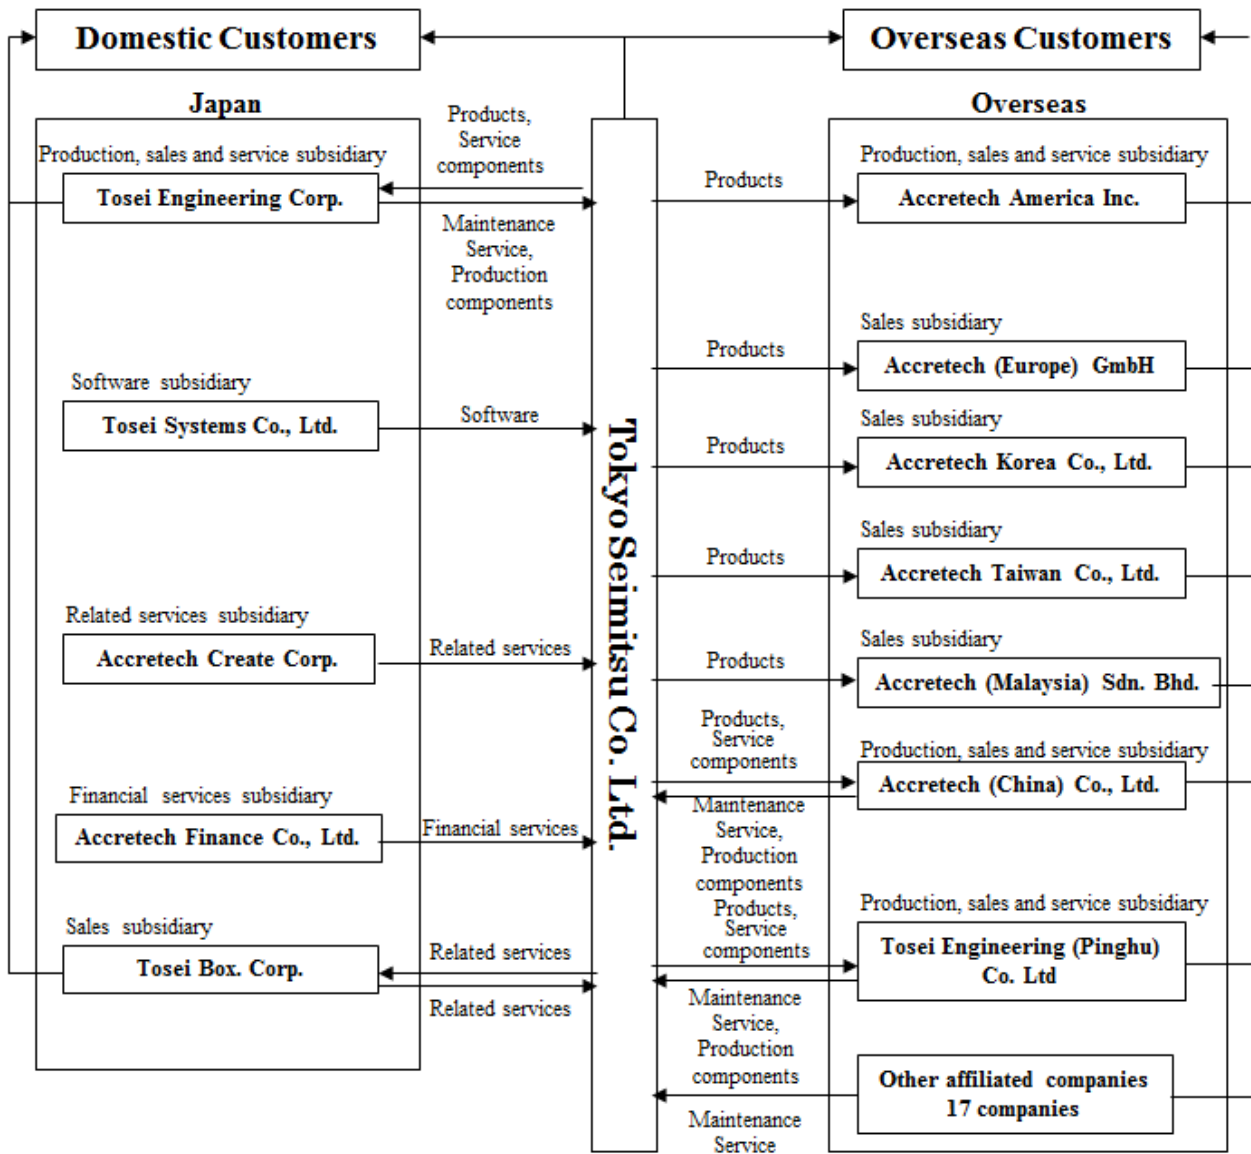 Domestic Customers
Overseas Customers
Japan
Overseas
Production, sales and service subsidiary
Tosei Engineering Corp.
Products,
Service
components
Maintenance
Service,
Production
components
Software subsidiary
Tosei Systems Co., Ltd.
Software
Related services subsidiary
Accretech Create Corp.
Related services
Financial services subsidiary
Accretech Finance Co., Ltd.
Financial services
Sales subsidiary
Tosei Box. Corp.
Related services
Related services
Tokyo Seimitsu Co. Ltd.
Products
Production, sales and service subsidiary
Accretech America Inc.
Products
Sales subsidiary
Accretech (Europe) GmbH
Products
Sales subsidiary
Accretech Korea Co., Ltd.
Products
Sales subsidiary
Accretech Taiwan Co., Ltd.
Products
Sales subsidiary
Accretech (Malaysia) Sdn. Bhd.
Products,
Service
components
Production, sales and service subsidiary
Accretech (China) Co., Ltd.
Maintenance
Service,
Production
components
Products,
Service
components
Production, sales and service subsidiary
Tosei Engineering (Pinghu)
Co. Ltd
Maintenance
Service,
Production
components
Other affiliated companies
17 companies
Maintenance
Service